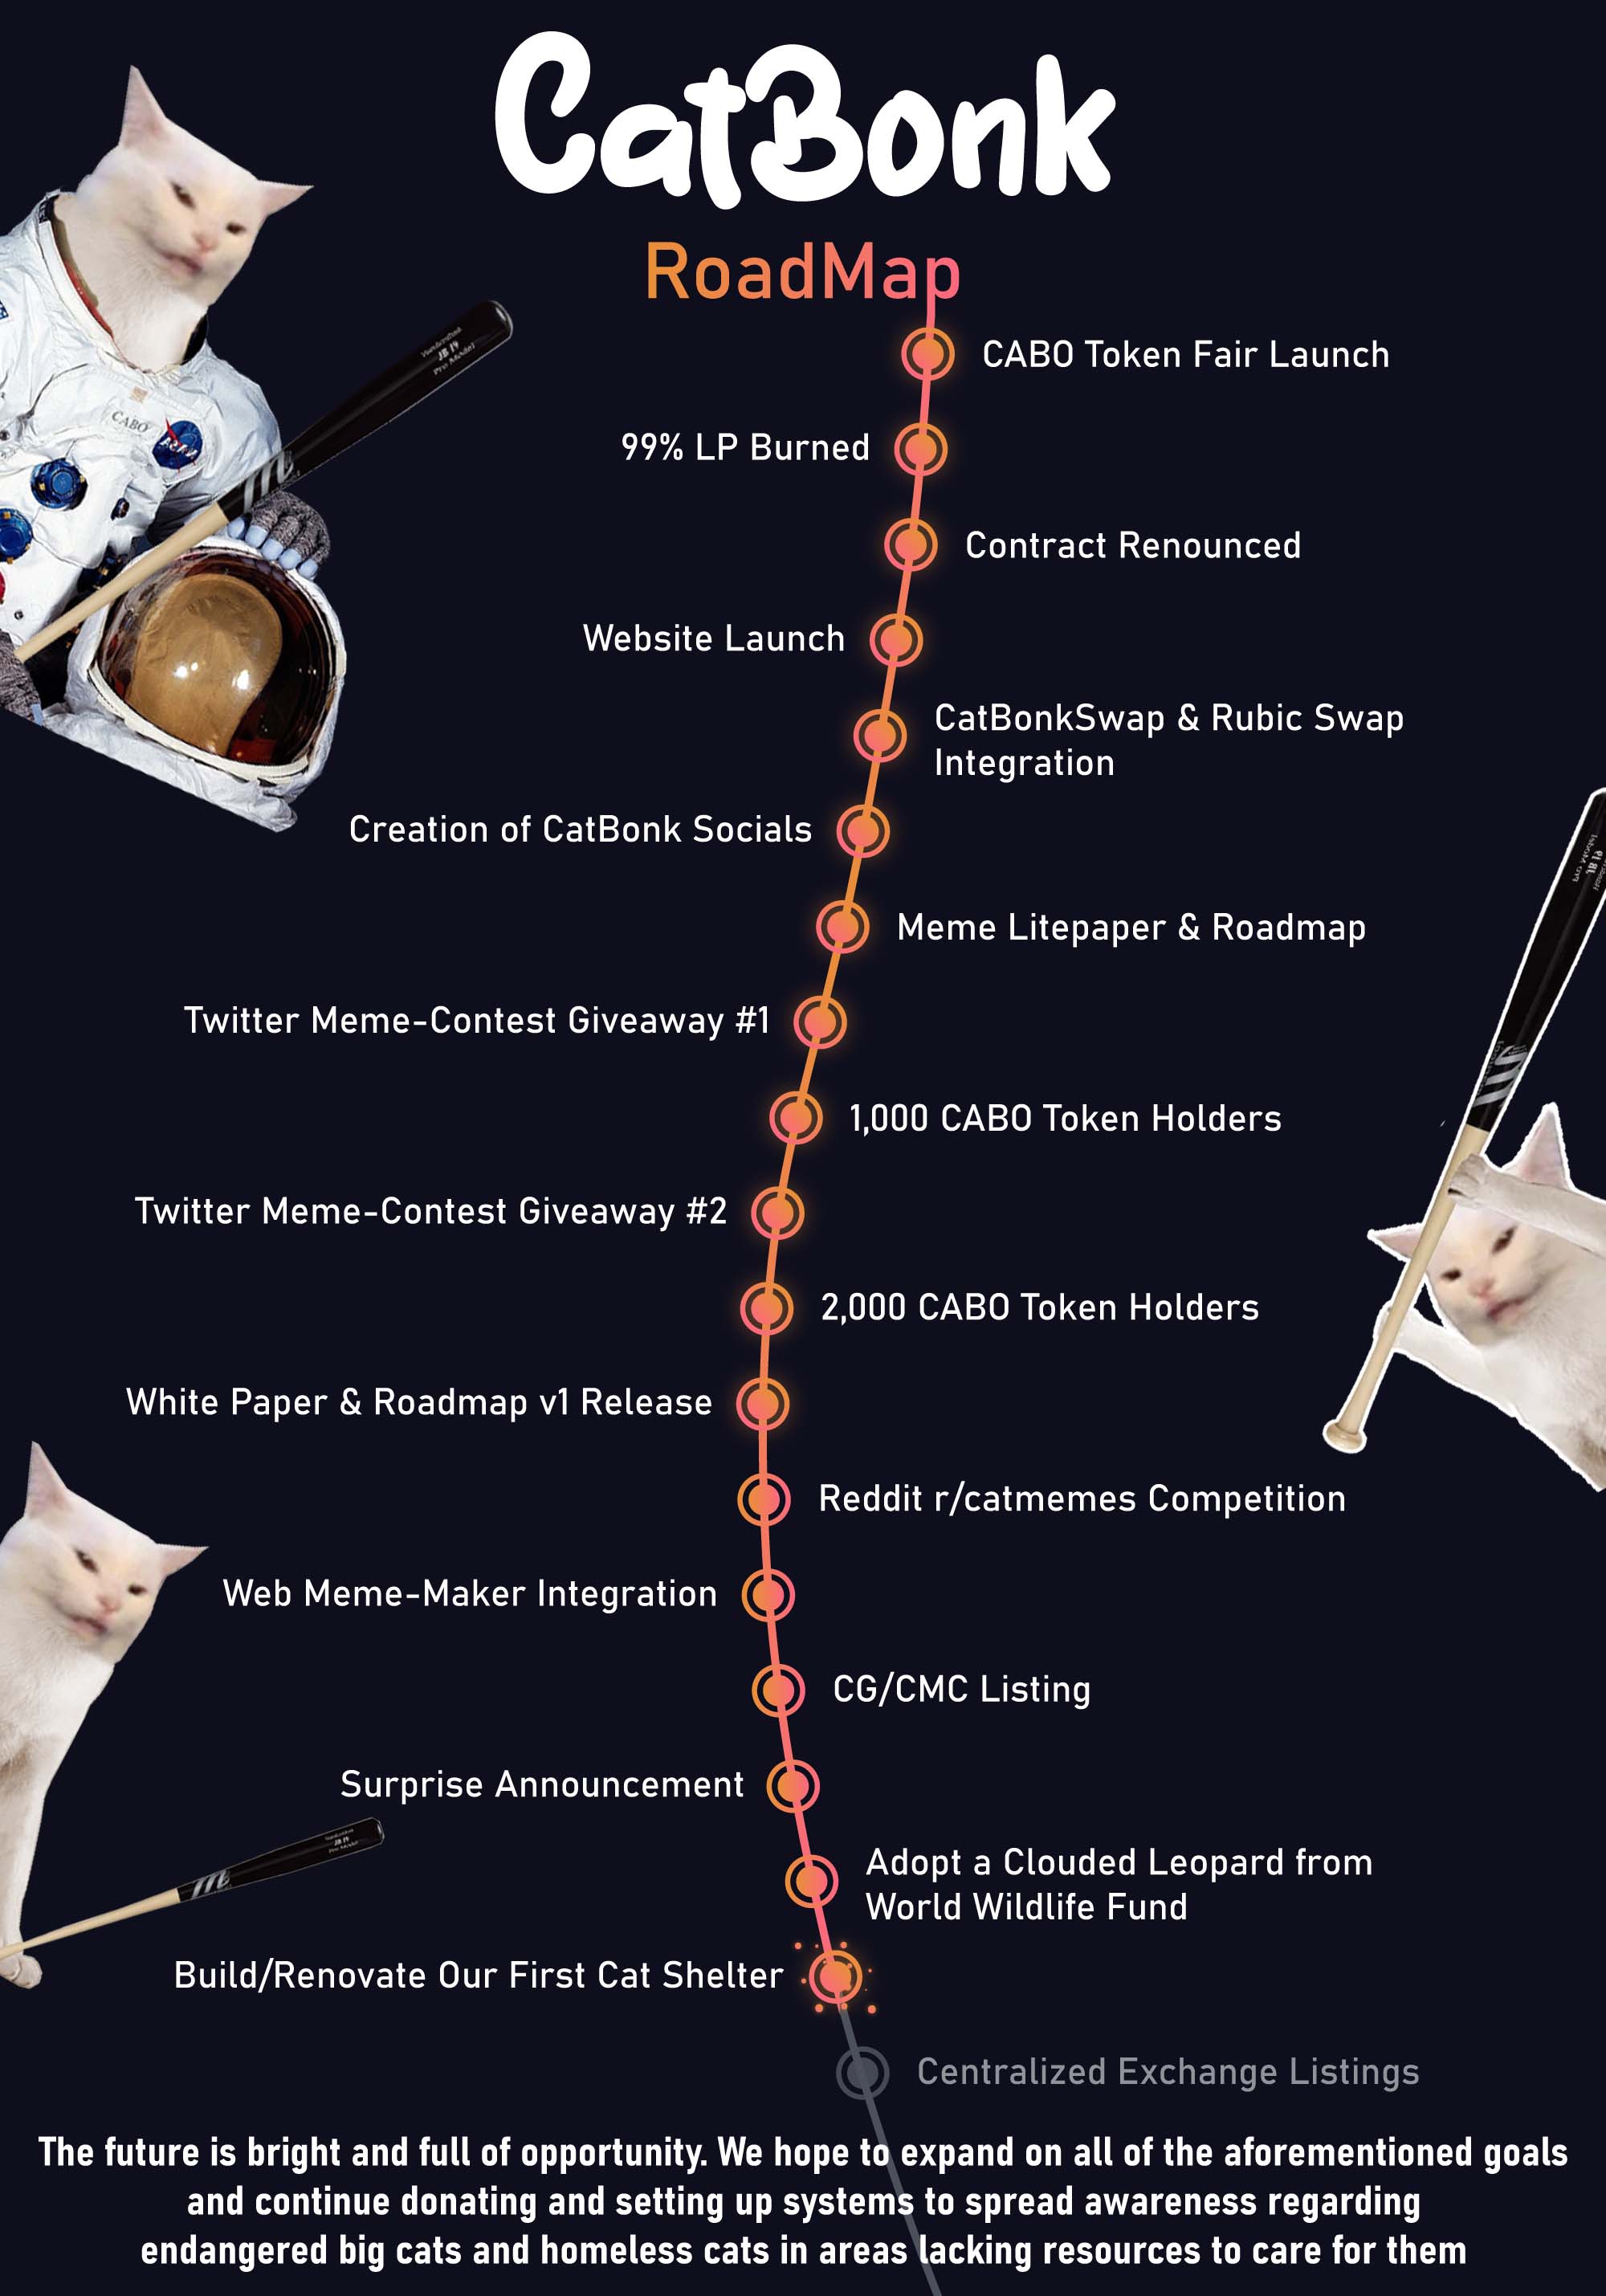 CatBonk
RoadMap
CABO Token Fair Launch
99% LP Burned
Contract Renounced
Website Launch
CatBonkSwap & Rubic Swap
Integration
Creation of CatBonk Socials
Meme Litepaper & Roadmap
Twitter Meme-Contest Giveaway #1
1,000 CABO Token Holders
Twitter Meme-Contest Giveaway #2
2,000 CABO Token Holders
White Paper & Roadmap v1 Release
Reddit r/catmemes Competition
Web Meme-Maker Integration
CG/CMC Listing
Surprise Announcement
Adopt a Clouded Leopard from
World Wildlife Fund
Build/Renovate Our First Cat Shelter
Centralized Exchange Listings
The future is bright and full of opportunity. We hope to expand on all of the aforementioned goals
and continue donating and setting up systems to spread awareness regarding
endangered big cats and homeless cats in areas lacking resources to care for them
CABO
NASA
JB 19
Pro Model